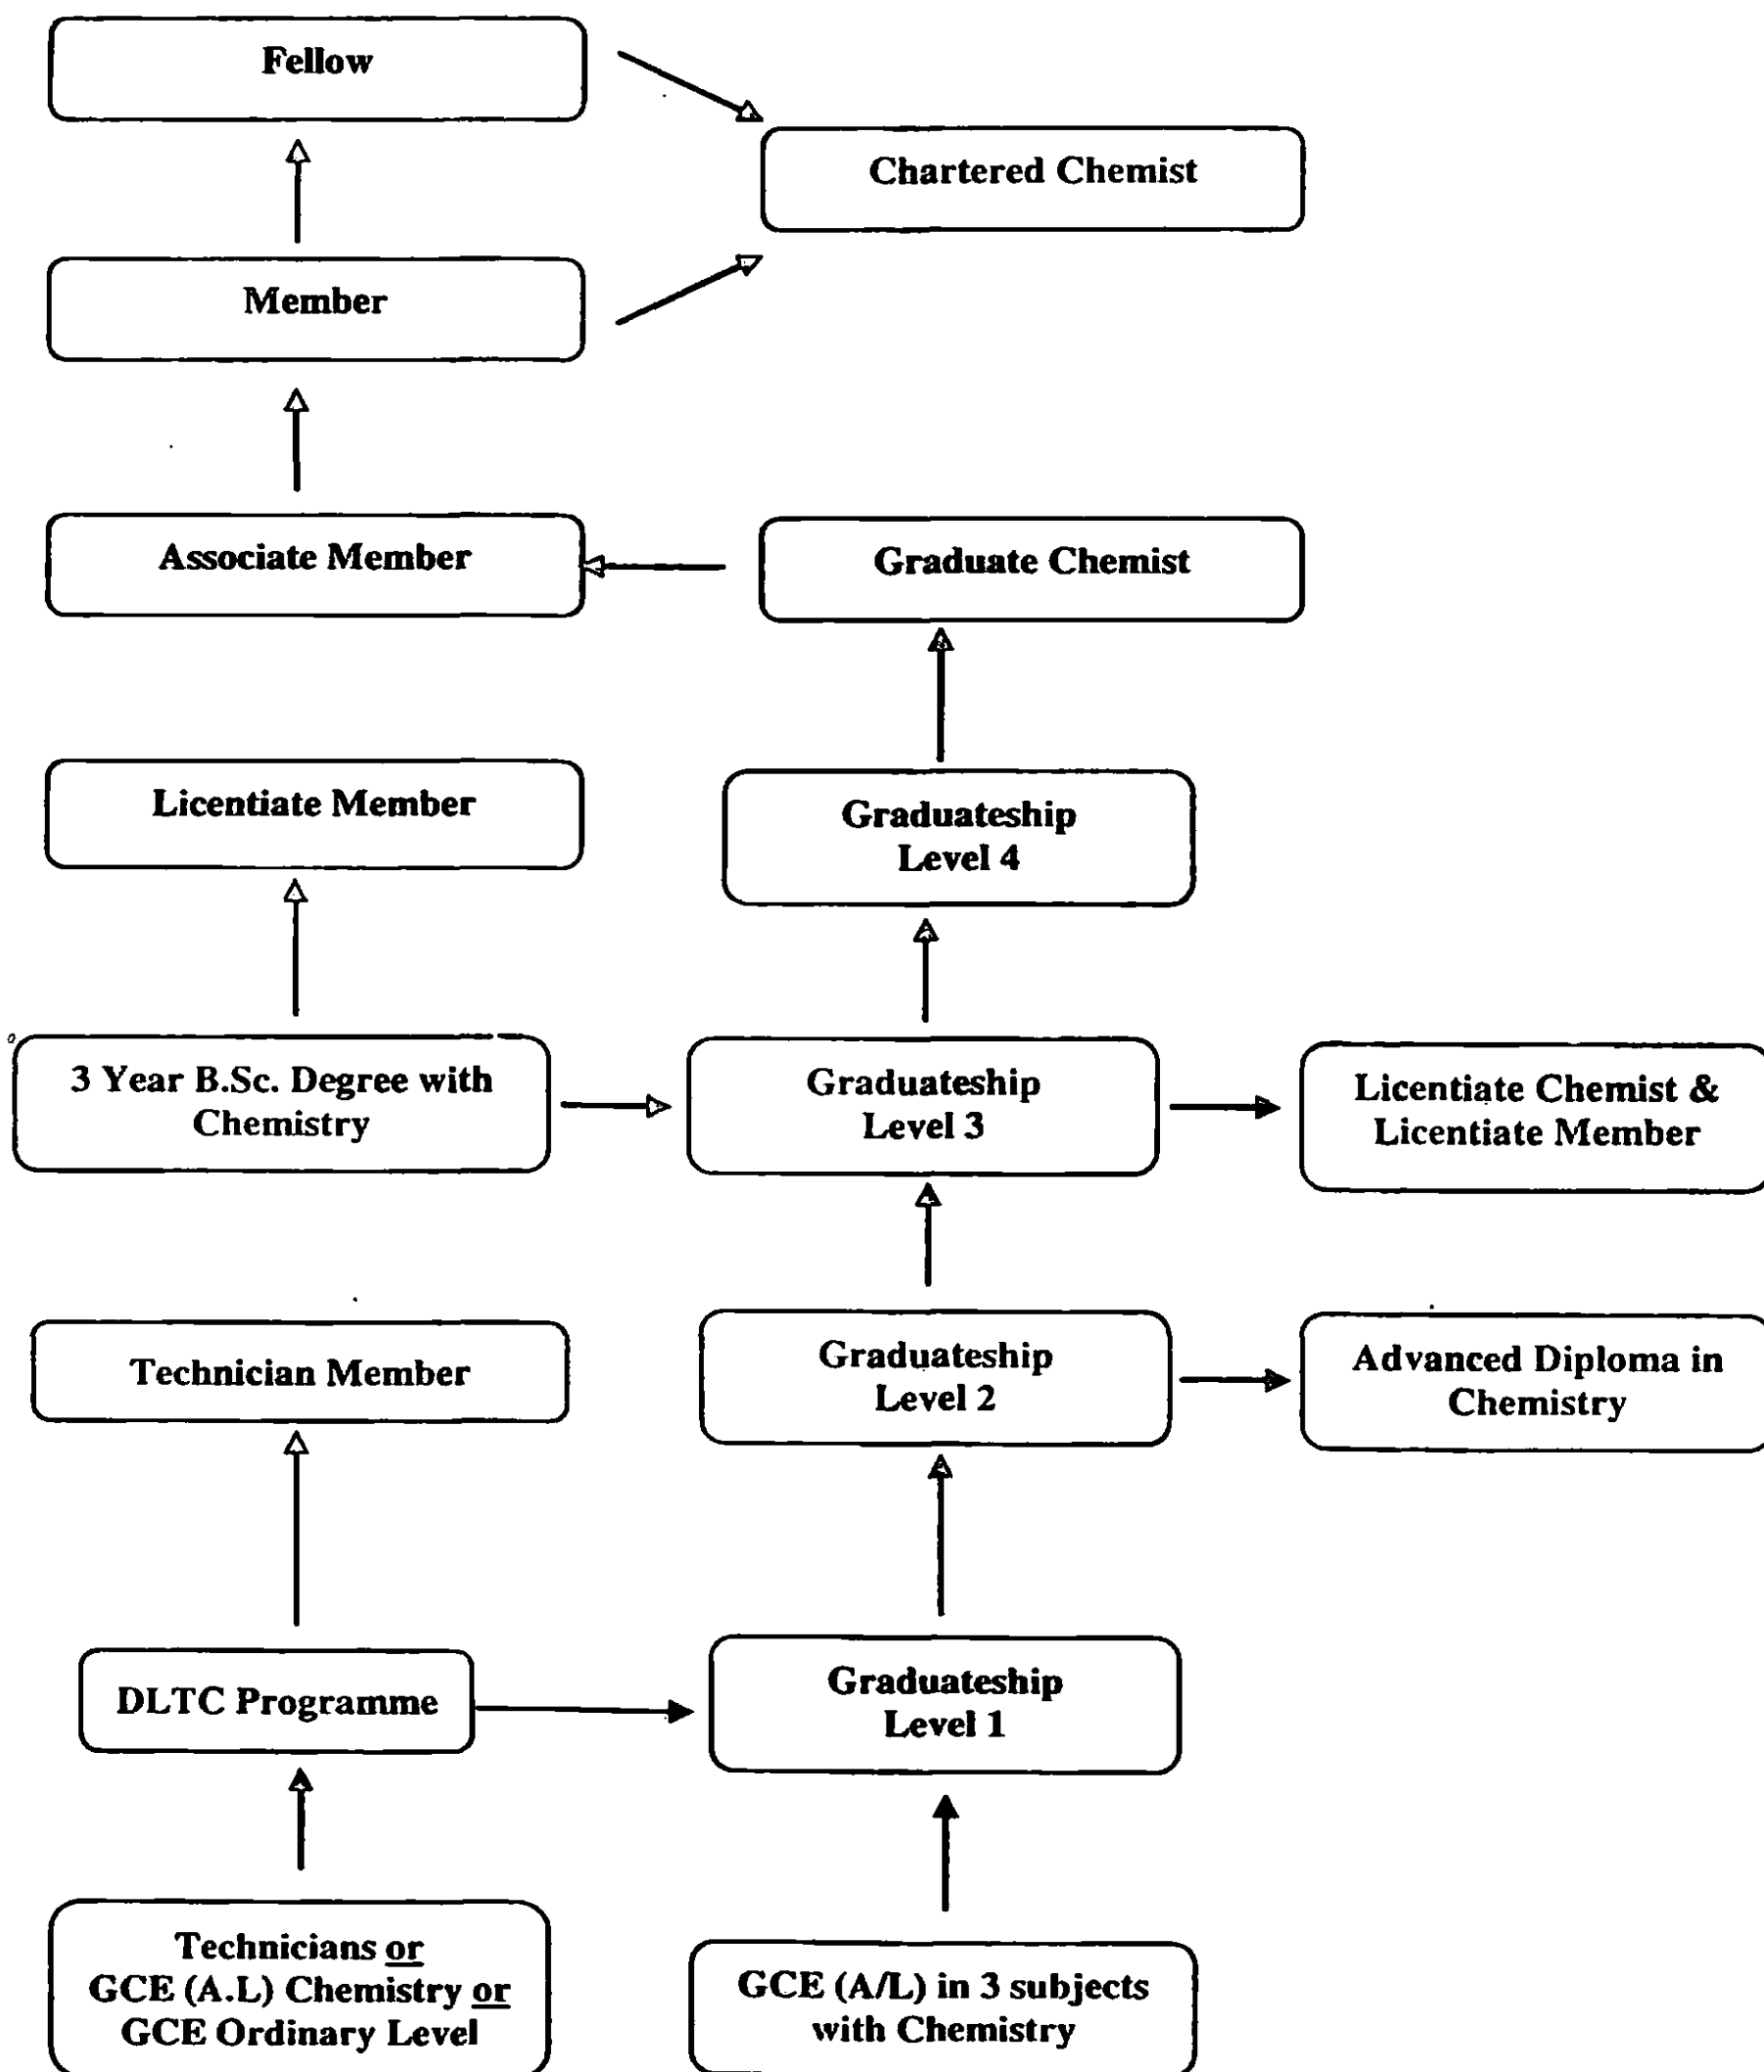 Fellow
Chartered Chemist
Member
Associate Member
Graduate Chemist
Licentiate Member
Graduateship
Level 4
3 Year B.Sc. Degree with
Chemistry
Graduateship
Level 3
Licentiate Chemist &
Licentiate Member
Technician Member
Graduateship
Level 2
Advanced Diploma in
Chemistry
DLTC Programme
Graduateship
Level 1
Technicians or
GCE (A.L) Chemistry or
GCE Ordinary Level
GCE (A/L) in 3 subjects
with Chemistry